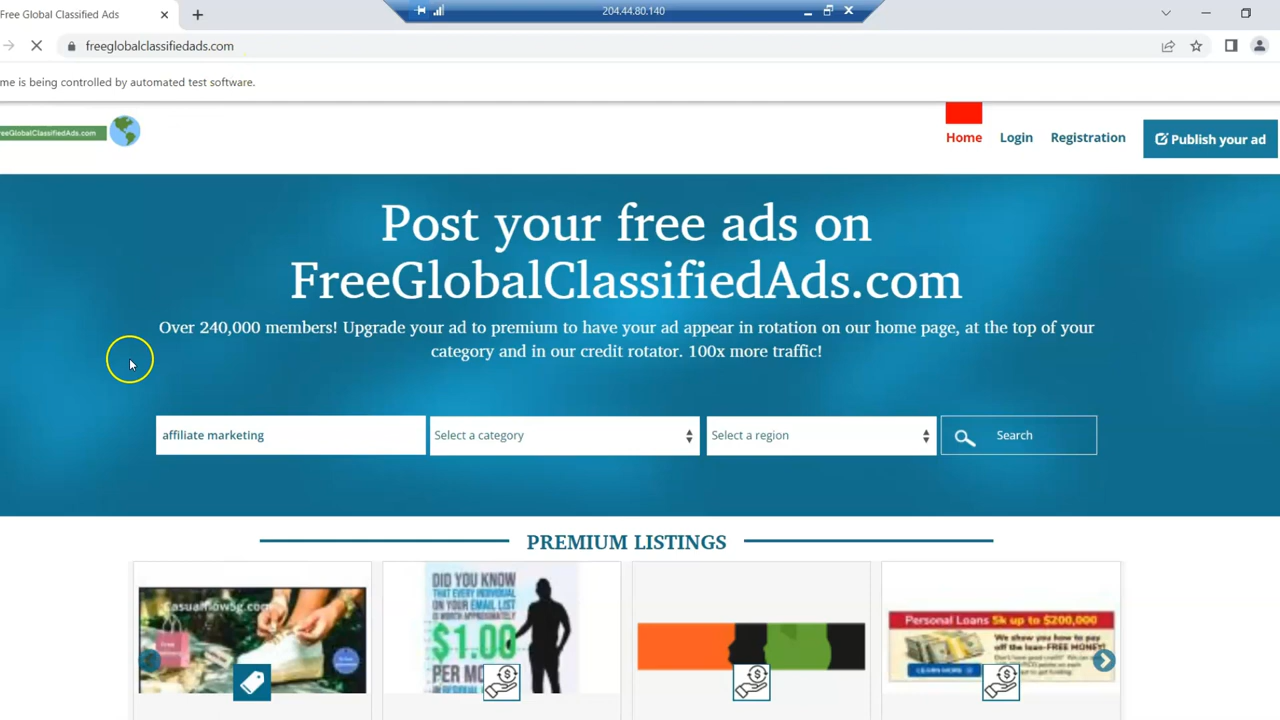 Free Global Classified Ads
204.44.80.140
freeglobalclassifiedads.com
me is being controlled by automated test software.
reeGlobalClassifiedAds.com
Home
Login
Registration
Publish your ad
Post your free ads on
FreeGlobalClassifiedAds.com
Over 240,000 members! Upgrade your ad to premium to have your ad appear in rotation on our home page, at the top of your
category and in our credit rotator. 100x more traffic!
affiliate marketing
Select a category
Select a region
Search
PREMIUM LISTINGS
Casualflow5g.com
DID YOU KNOW
THAT EVERY INDIVIDUAL
ON YOUR EMAIL LIST
IS WORTH APPROXIMATELY
$1.00
PER MO
Personal Loans 5k up to $200,000
We show you how to pay
off the loan-FREE MONEY!
LEARN MORE